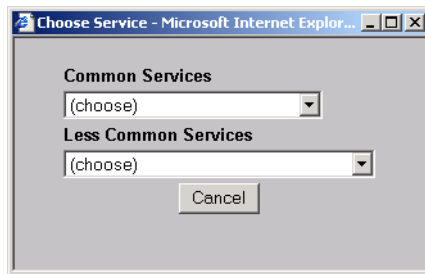 Choose Service - Microsoft Internet Explor...
Common Services
(choose)
Less Common Services
(choose)
Cancel